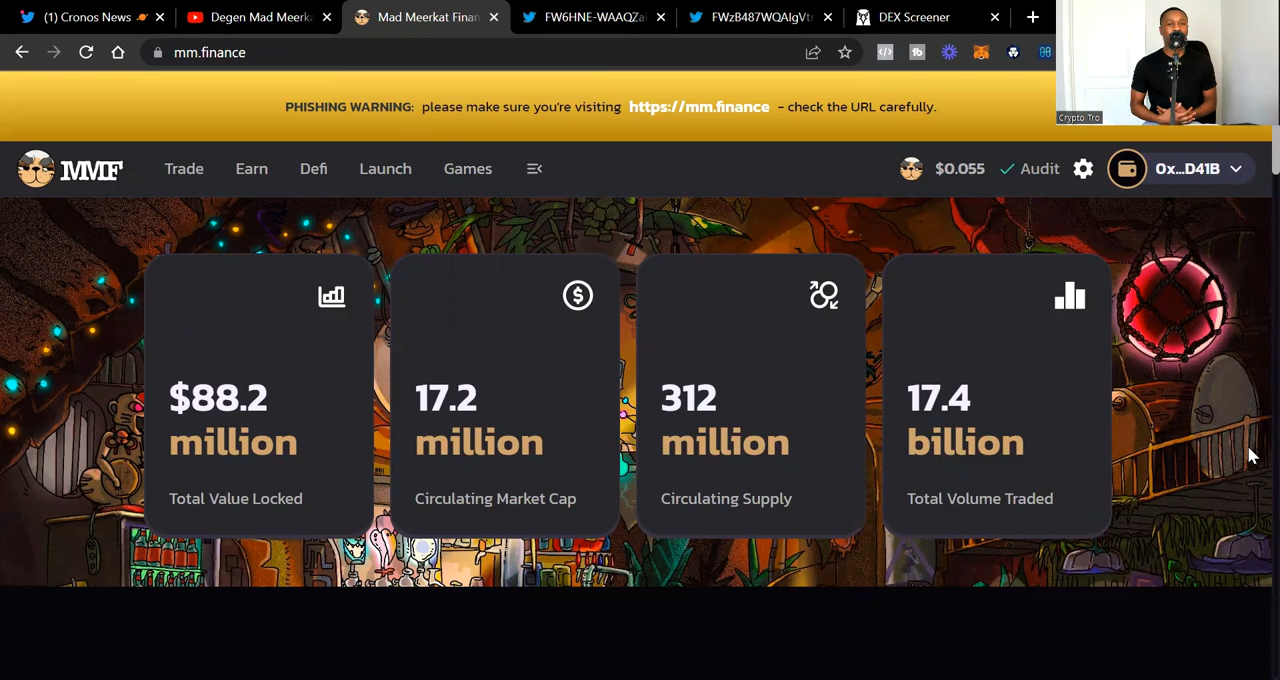 (1) Cronos News
Degen Mad Meerka
Mad Meerkat Finan
FW6HNE-WAAQZa
FWzB487WQAIgVt
DEX Screener
mm.finance
PHISHING WARNING: please make sure you're visiting https://mm.finance - check the URL carefully.
Crypto Tro
MMF
Trade
Earn
Defi
Launch
Games
$0.055
Audit
0x...D41B
$88.2
million
Total Value Locked
17.2
million
Circulating Market Cap
312
million
Circulating Supply
17.4
billion
Total Volume Traded